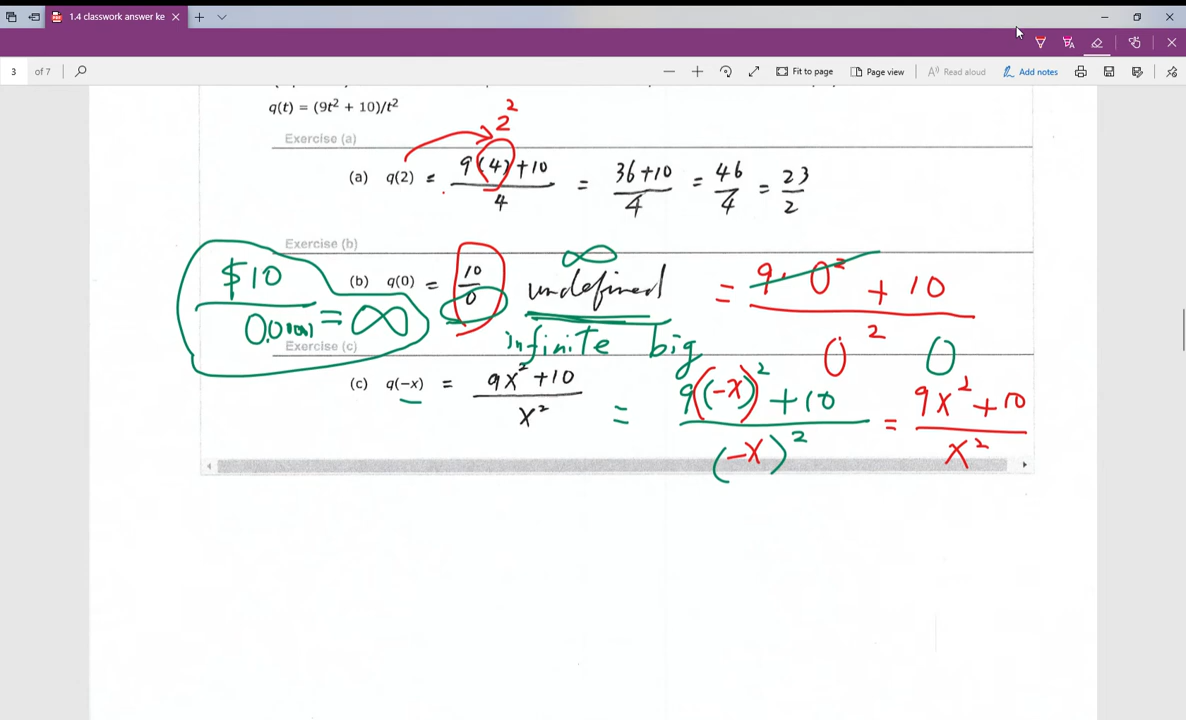 1.4 classwork answer ke
3 of 7 Fit to page Page view Read aloud Add notes
q(t) = (9t² + 10)/t²
Exercise (a)
2²
(a) q(2) = 9(4)+10 / 4 = 36+10 / 4 = 46/4 = 23/2
Exercise (b)
∞
$10 / 0.01001 = ∞
(b) q(0) = 10/0 undefined = 9·0² + 10 / 0² 0
infinite big
Exercise (c)
(c) q(−x) = 9x²+10 / x² = 9(−x)²+10 / (−x)² = 9x²+10 / x²